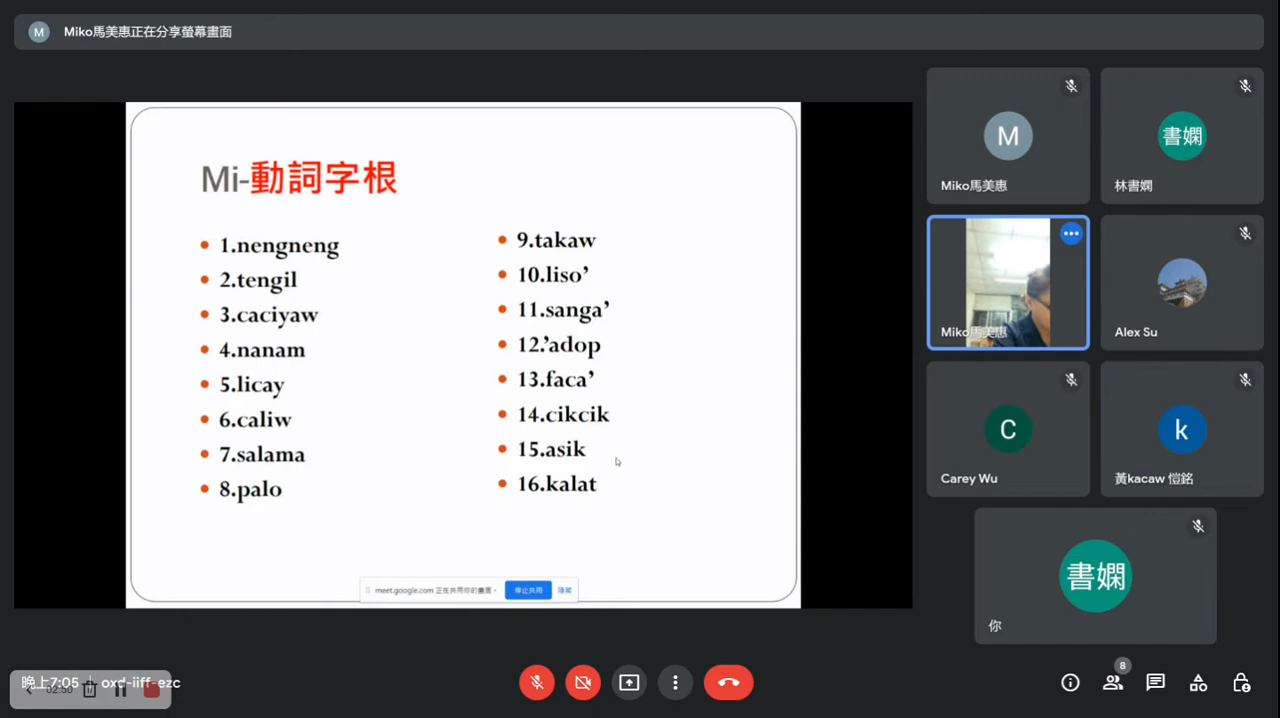 M
Miko馬美惠正在分享螢幕畫面
Mi-動詞字根
1.nengneng
2.tengil
3.caciyaw
4.nanam
5.licay
6.caliw
7.salama
8.palo
9.takaw
10.liso’
11.sanga’
12.’adop
13.faca’
14.cikcik
15.asik
16.kalat
meet.google.com 正在共用你的畫面。
停止共用
隱藏
M
Miko馬美惠
書嫻
林書嫻
Miko馬美惠
Alex Su
C
Carey Wu
k
黃kacaw 愷銘
書嫻
你
晚上7:05 | oxd-iiff-ezc
02:50
8